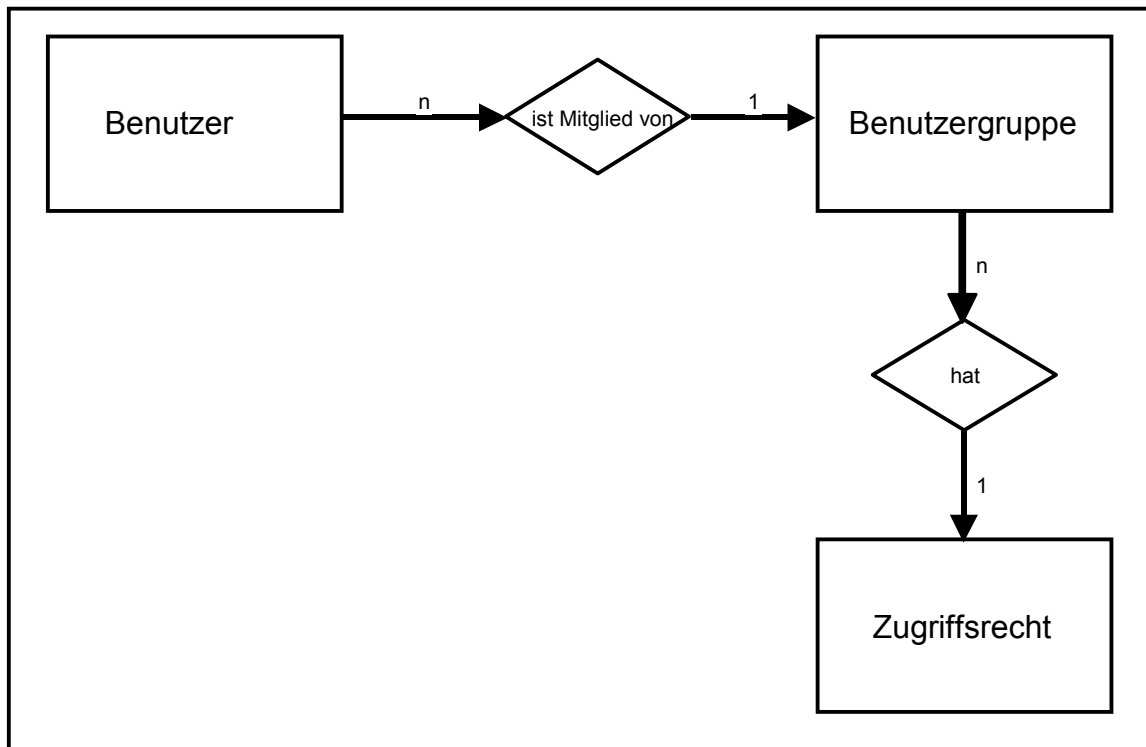 Benutzer
n
ist Mitglied von
1
Benutzergruppe
n
hat
1
Zugriffsrecht